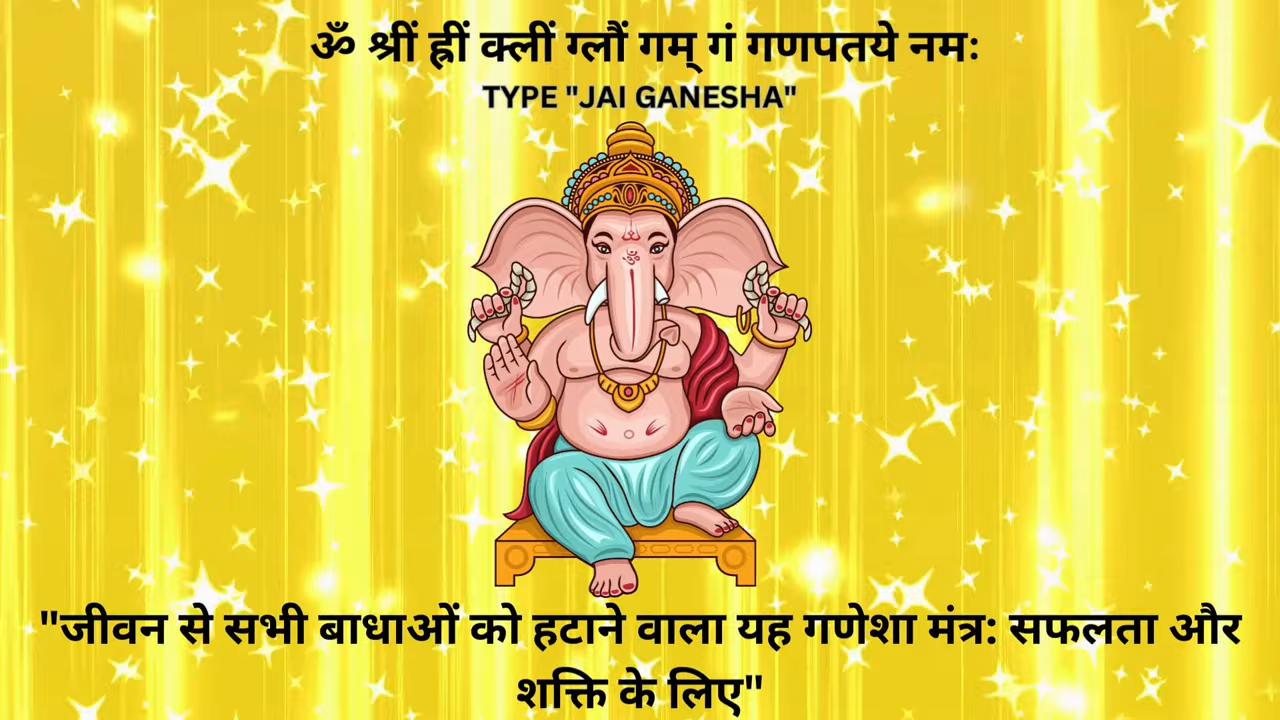 ॐ श्रीं ह्रीं क्लीं ग्लौं गम् गं गणपतये नमः
TYPE "JAI GANESHA"
"जीवन से सभी बाधाओं को हटाने वाला यह गणेशा मंत्र: सफलता और
शक्ति के लिए"